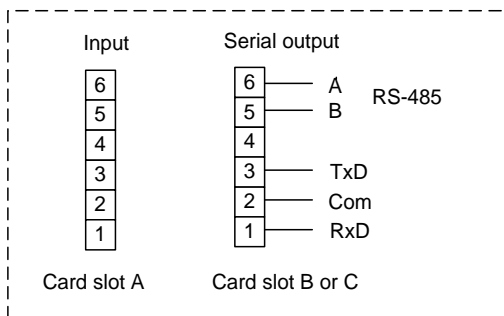 Input Serial output
6 6 A RS-485
5 5 B
4 4
3 3 TxD
2 2 Com
1 1 RxD
Card slot A Card slot B or C